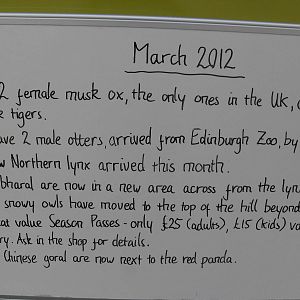 March 2012
2 female musk ox, the only ones in the UK,
tigers.
ave 2 male otters, arrived from Edinburgh Zoo, by
Northern lynx arrived this month.
bharal are now in a new area across from the lyn
snowy owls have moved to the top of the hill beyond
at value Season Passes - only £25 (adults), £15 (kids) va
ry. Ask in the shop for details.
Chinese goral are now next to the red panda.